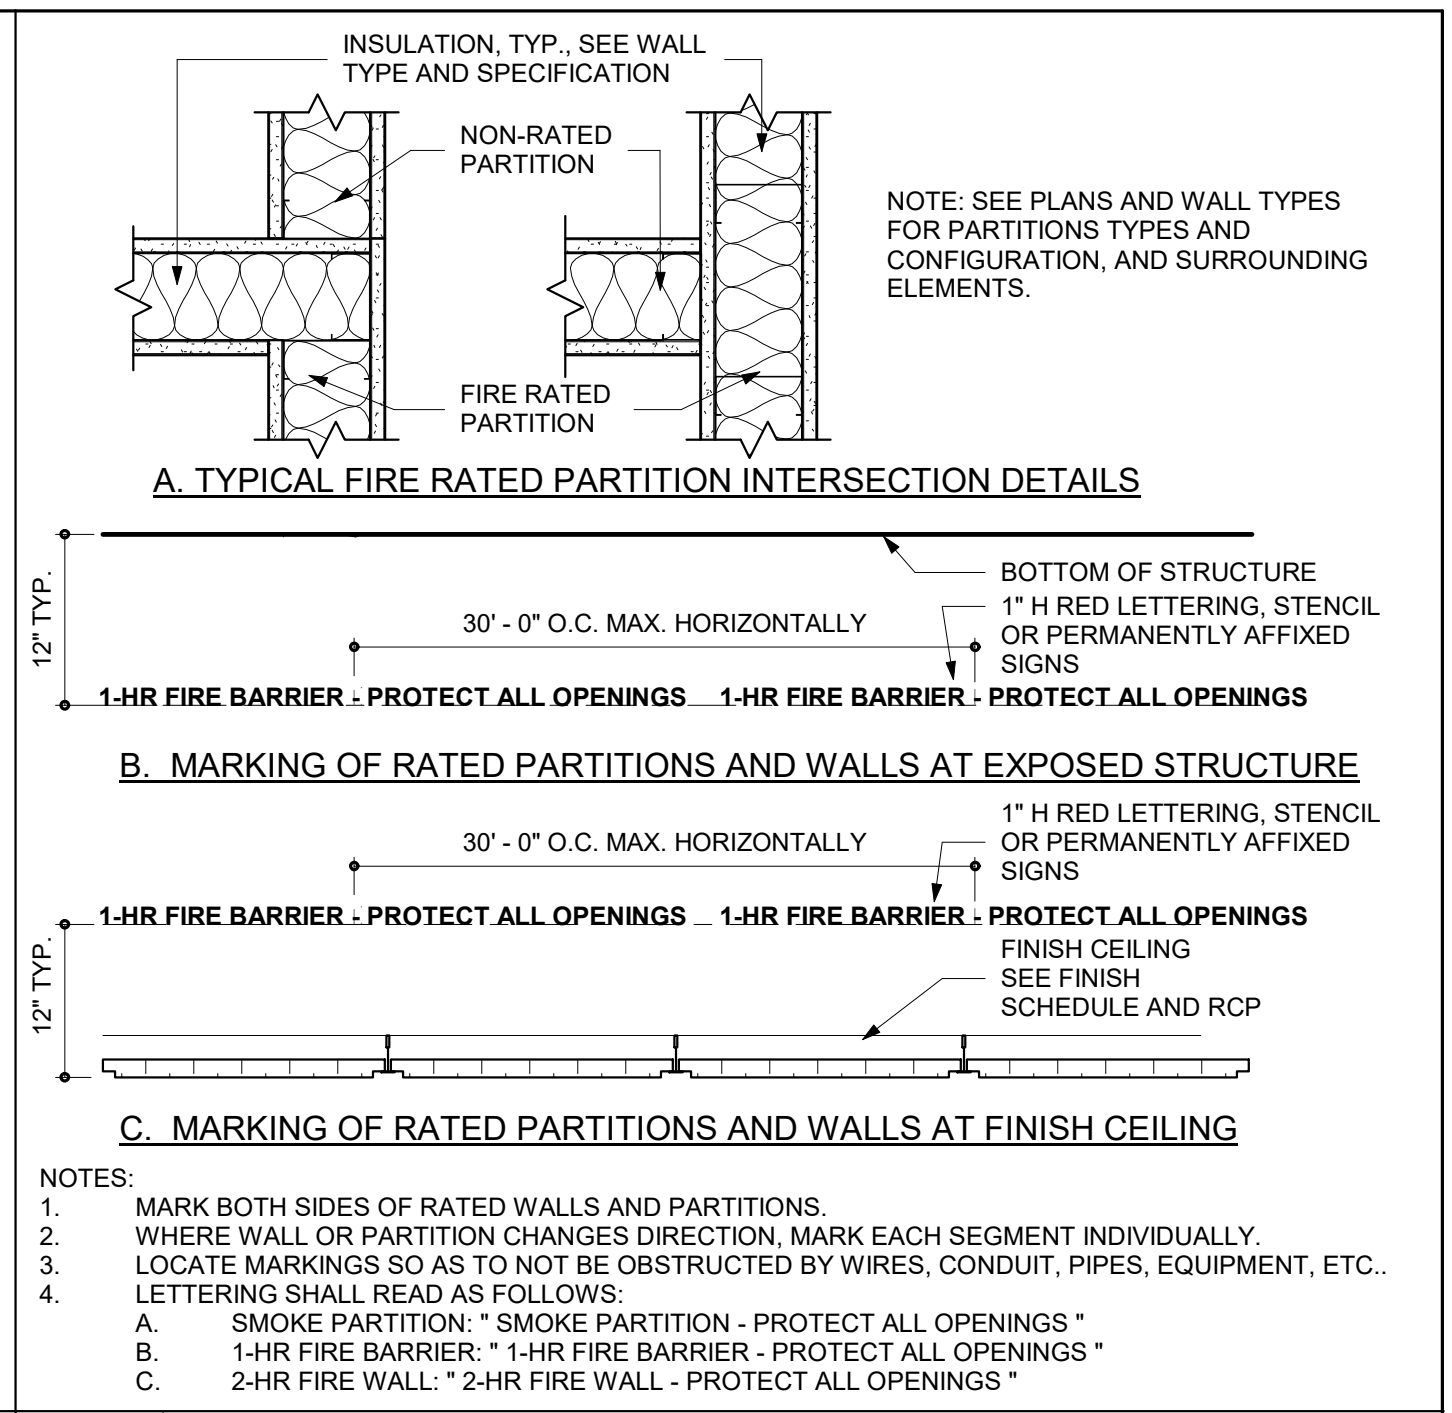 INSULATION, TYP., SEE WALL
TYPE AND SPECIFICATION
NON-RATED
PARTITION
NOTE: SEE PLANS AND WALL TYPES
FOR PARTITIONS TYPES AND
CONFIGURATION, AND SURROUNDING
ELEMENTS.
FIRE RATED
PARTITION
A. TYPICAL FIRE RATED PARTITION INTERSECTION DETAILS
12" TYP.
BOTTOM OF STRUCTURE
30' - 0" O.C. MAX. HORIZONTALLY
1" H RED LETTERING, STENCIL
OR PERMANENTLY AFFIXED
SIGNS
1-HR FIRE BARRIER - PROTECT ALL OPENINGS 1-HR FIRE BARRIER - PROTECT ALL OPENINGS
B. MARKING OF RATED PARTITIONS AND WALLS AT EXPOSED STRUCTURE
30' - 0" O.C. MAX. HORIZONTALLY
1" H RED LETTERING, STENCIL
OR PERMANENTLY AFFIXED
SIGNS
1-HR FIRE BARRIER - PROTECT ALL OPENINGS 1-HR FIRE BARRIER - PROTECT ALL OPENINGS
12" TYP.
FINISH CEILING
SEE FINISH
SCHEDULE AND RCP
C. MARKING OF RATED PARTITIONS AND WALLS AT FINISH CEILING
NOTES:
1. MARK BOTH SIDES OF RATED WALLS AND PARTITIONS.
2. WHERE WALL OR PARTITION CHANGES DIRECTION, MARK EACH SEGMENT INDIVIDUALLY.
3. LOCATE MARKINGS SO AS TO NOT BE OBSTRUCTED BY WIRES, CONDUIT, PIPES, EQUIPMENT, ETC..
4. LETTERING SHALL READ AS FOLLOWS:
A. SMOKE PARTITION: " SMOKE PARTITION - PROTECT ALL OPENINGS "
B. 1-HR FIRE BARRIER: " 1-HR FIRE BARRIER - PROTECT ALL OPENINGS "
C. 2-HR FIRE WALL: " 2-HR FIRE WALL - PROTECT ALL OPENINGS "